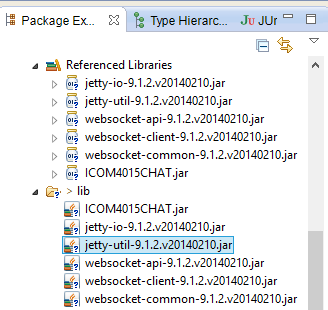 Package Ex... Type Hierarc... Ju JUr
Referenced Libraries
jetty-io-9.1.2.v20140210.jar
jetty-util-9.1.2.v20140210.jar
websocket-api-9.1.2.v20140210.jar
websocket-client-9.1.2.v20140210.jar
websocket-common-9.1.2.v20140210.jar
ICOM4015CHAT.jar
> lib
ICOM4015CHAT.jar
jetty-io-9.1.2.v20140210.jar
jetty-util-9.1.2.v20140210.jar
websocket-api-9.1.2.v20140210.jar
websocket-client-9.1.2.v20140210.jar
websocket-common-9.1.2.v20140210.jar